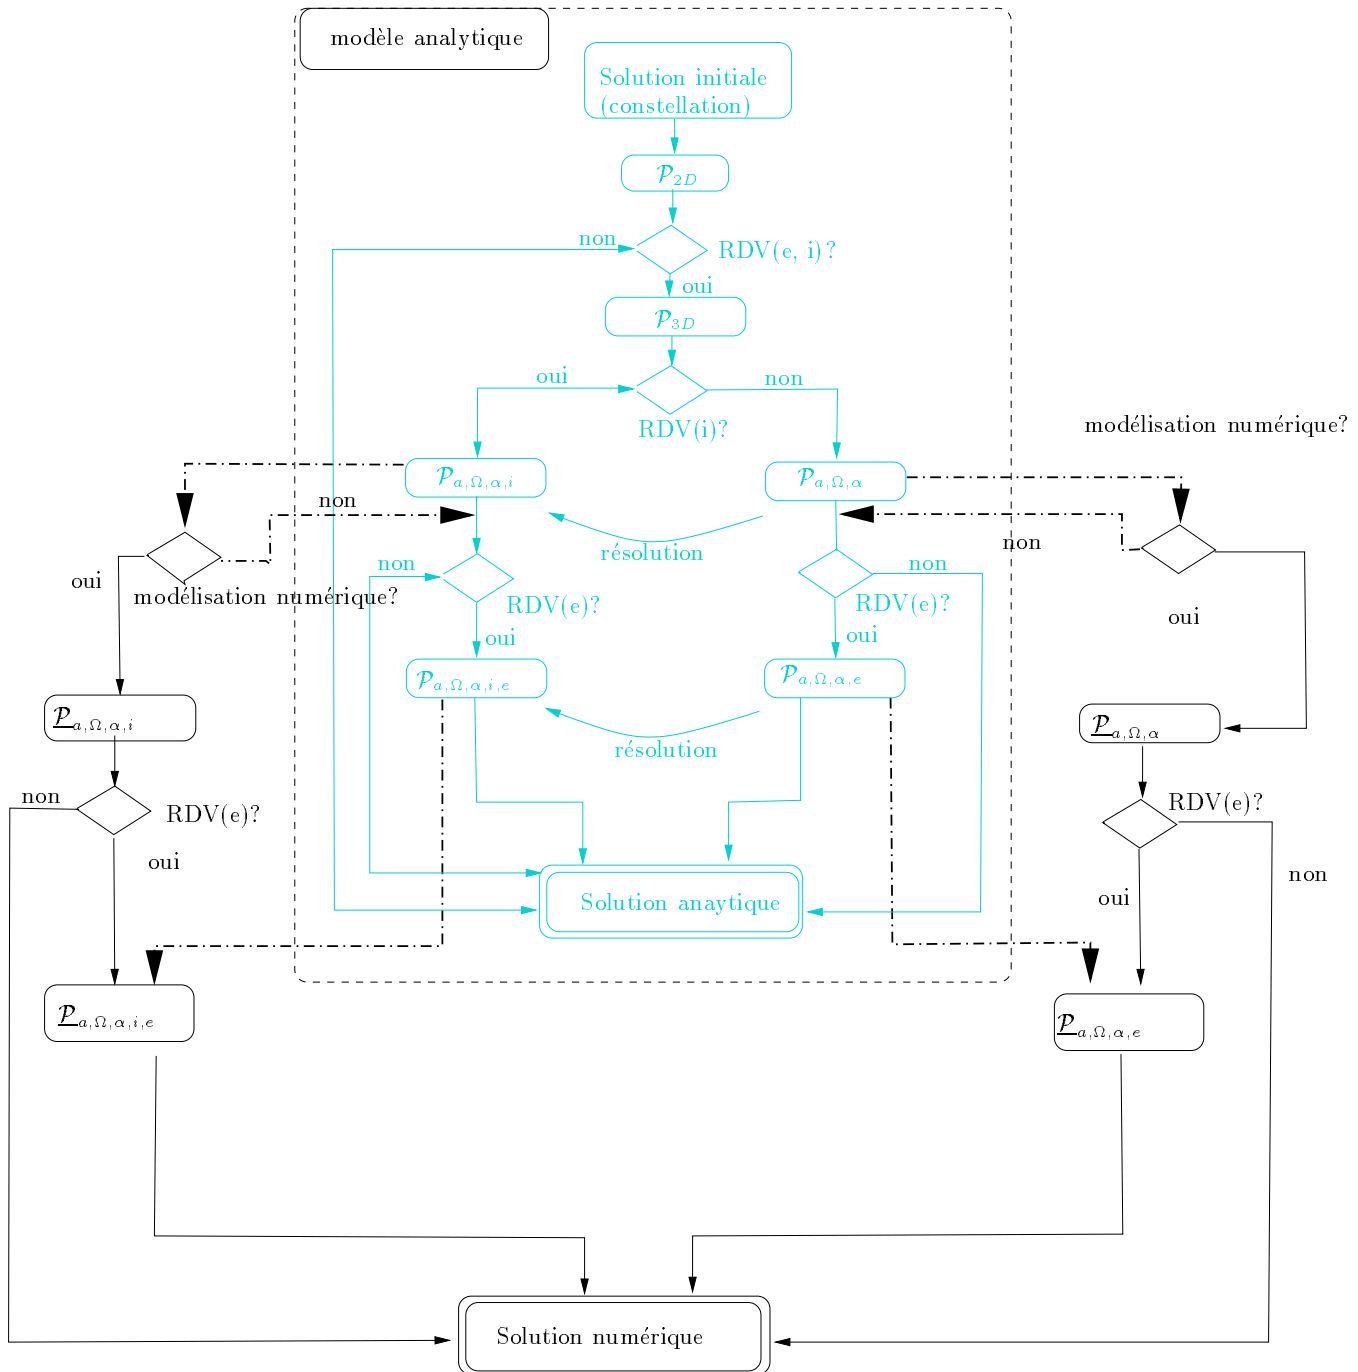 modèle analytique
Solution initiale
(constellation)
𝒫2D
non
RDV(e, i)?
oui
𝒫3D
oui
non
RDV(i)?
modélisation numérique?
𝒫a,Ω,α,i
𝒫a,Ω,α
non
résolution
non
oui
non
non
modélisation numérique?
RDV(e)?
RDV(e)?
oui
oui
oui
𝒫a,Ω,α,i,e
𝒫a,Ω,α,e
𝒫a,Ω,α,i
𝒫a,Ω,α
résolution
non
RDV(e)?
RDV(e)?
oui
non
oui
Solution anaytique
𝒫a,Ω,α,i,e
𝒫a,Ω,α,e
Solution numérique